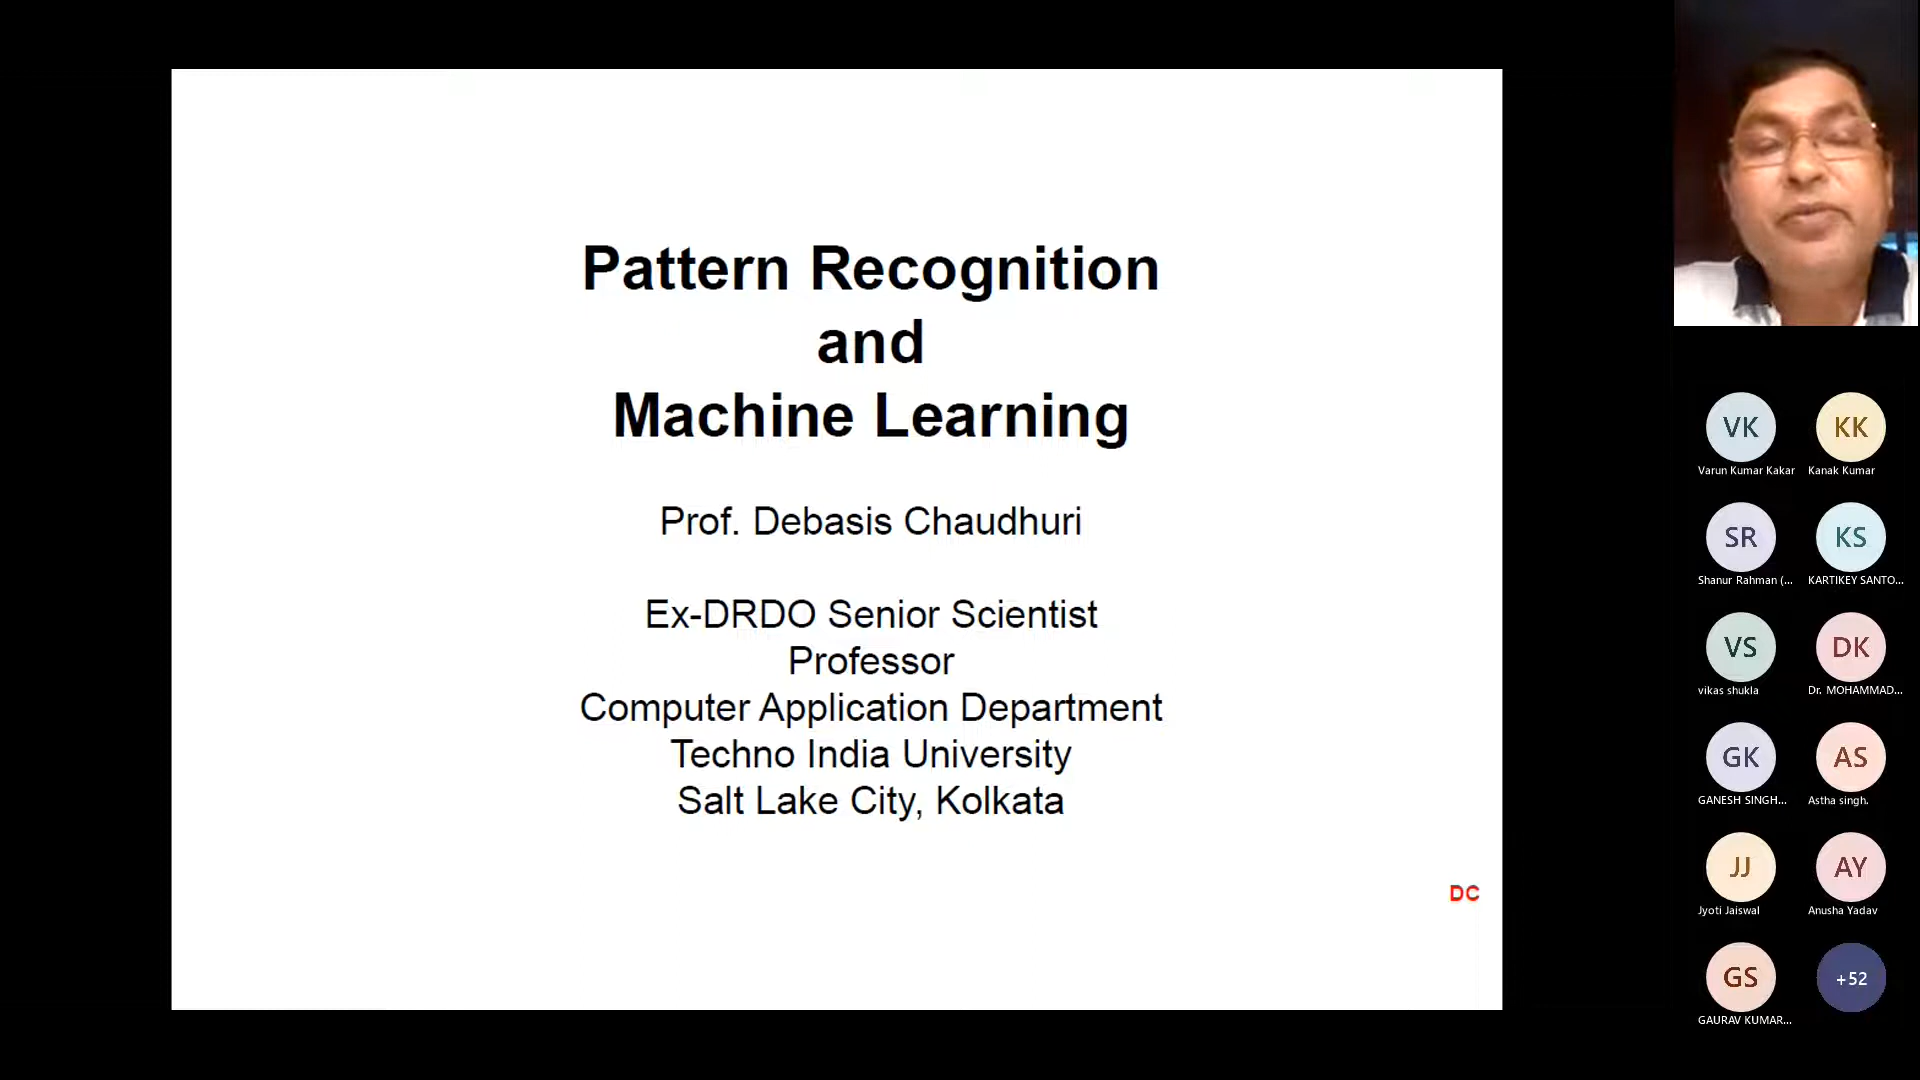 Pattern Recognition
and
Machine Learning
Prof. Debasis Chaudhuri
Ex-DRDO Senior Scientist
Professor
Computer Application Department
Techno India University
Salt Lake City, Kolkata
DC
VK
KK
Varun Kumar Kakar
Kanak Kumar
SR
KS
Shanur Rahman (...
KARTIKEY SANTO...
VS
DK
vikas shukla
Dr. MOHAMMAD...
GK
AS
GANESH SINGH...
Astha singh.
JJ
AY
Jyoti Jaiswal
Anusha Yadav
GS
+52
GAURAV KUMAR...